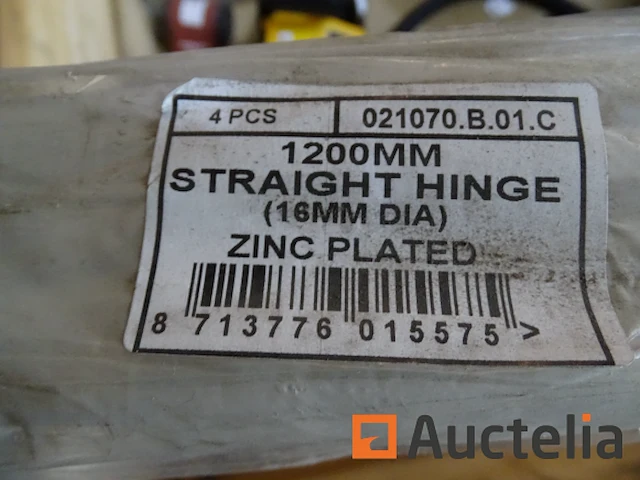 4 PCS 021070.B.01.C
1200MM
STRAIGHT HINGE
(16MM DIA)
ZINC PLATED
8 713776 015575 >
Auctelia